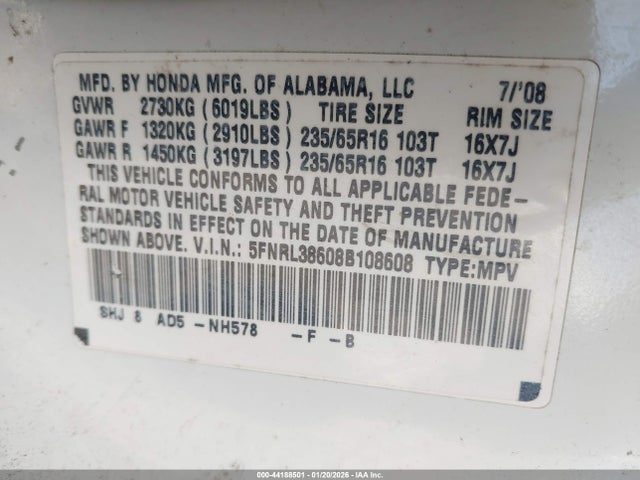 MFD. BY HONDA MFG. OF ALABAMA, LLC 7/'08
GVWR 2730KG (6019LBS) TIRE SIZE RIM SIZE
GAWR F 1320KG (2910LBS) 235/65R16 103T 16X7J
GAWR R 1450KG (3197LBS) 235/65R16 103T 16X7J
THIS VEHICLE CONFORMS TO ALL APPLICABLE FEDE-
RAL MOTOR VEHICLE SAFETY AND THEFT PREVENTION
STANDARDS IN EFFECT ON THE DATE OF MANUFACTURE
SHOWN ABOVE. V.I.N.: 5FNRL38608B108608 TYPE:MPV
SHJ 8 AD5 -NH578 -F -B
000-44188501 - 01/20/2026 - IAAI, Inc.